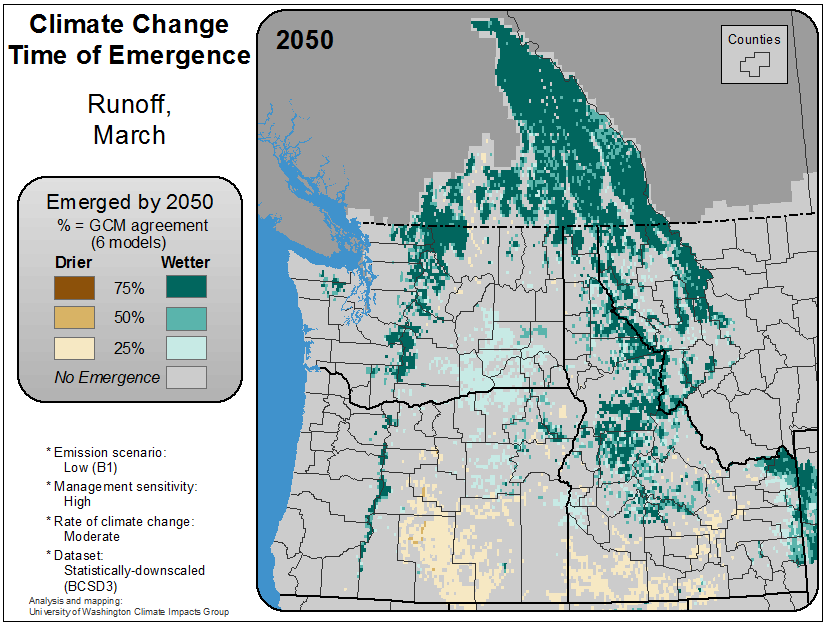 Climate Change
Time of Emergence
Runoff,
March
Emerged by 2050
% = GCM agreement
(6 models)
Drier Wetter
75%
50%
25%
No Emergence
* Emission scenario:
Low (B1)
* Management sensitivity:
High
* Rate of climate change:
Moderate
* Dataset:
Statistically-downscaled
(BCSD3)
Analysis and mapping:
University of Washington Climate Impacts Group
2050
Counties